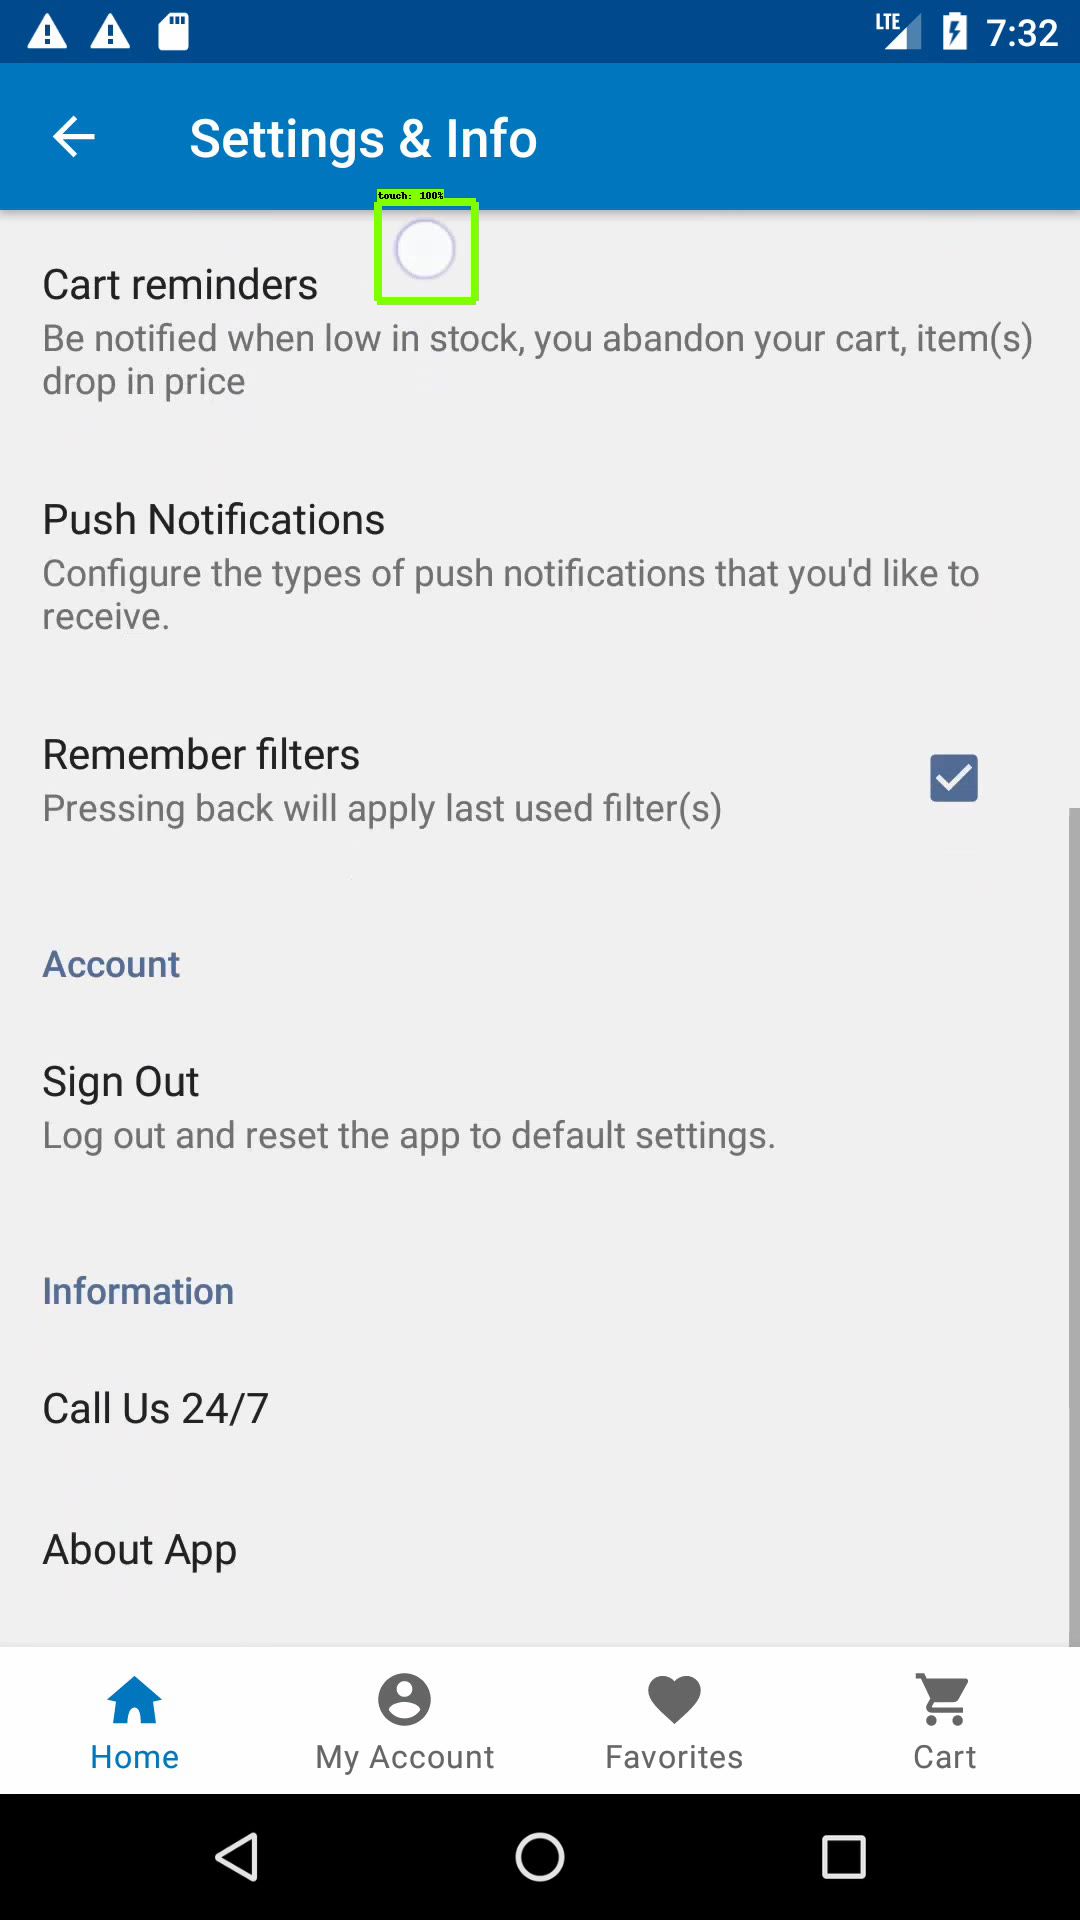 LTE 7:32
Settings & Info
touch: 100%
Cart reminders
Be notified when low in stock, you abandon your cart, item(s)
drop in price
Push Notifications
Configure the types of push notifications that you'd like to
receive.
Remember filters
Pressing back will apply last used filter(s)
Account
Sign Out
Log out and reset the app to default settings.
Information
Call Us 24/7
About App
Home My Account Favorites Cart